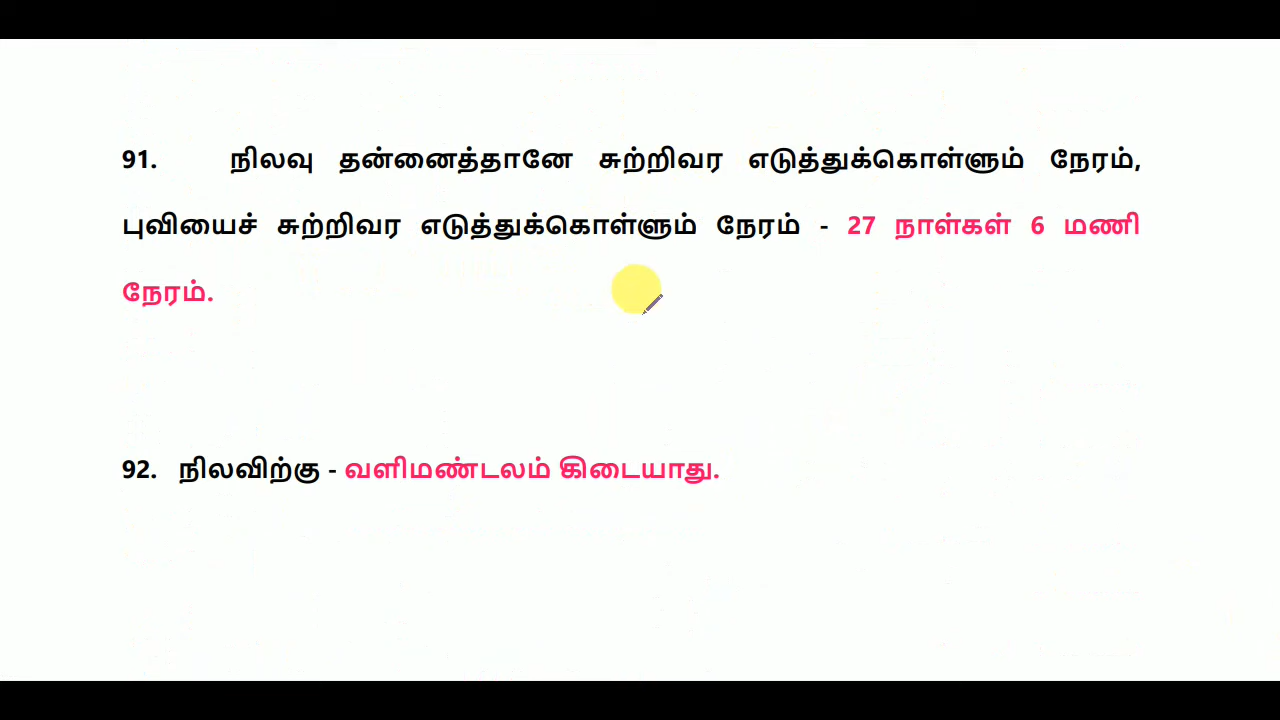 91. நிலவு தன்னைத்தானே சுற்றிவர எடுத்துக்கொள்ளும் நேரம்,
புவியைச் சுற்றிவர எடுத்துக்கொள்ளும் நேரம் - 27 நாள்கள் 6 மணி
நேரம்.
92. நிலவிற்கு - வளிமண்டலம் கிடையாது.